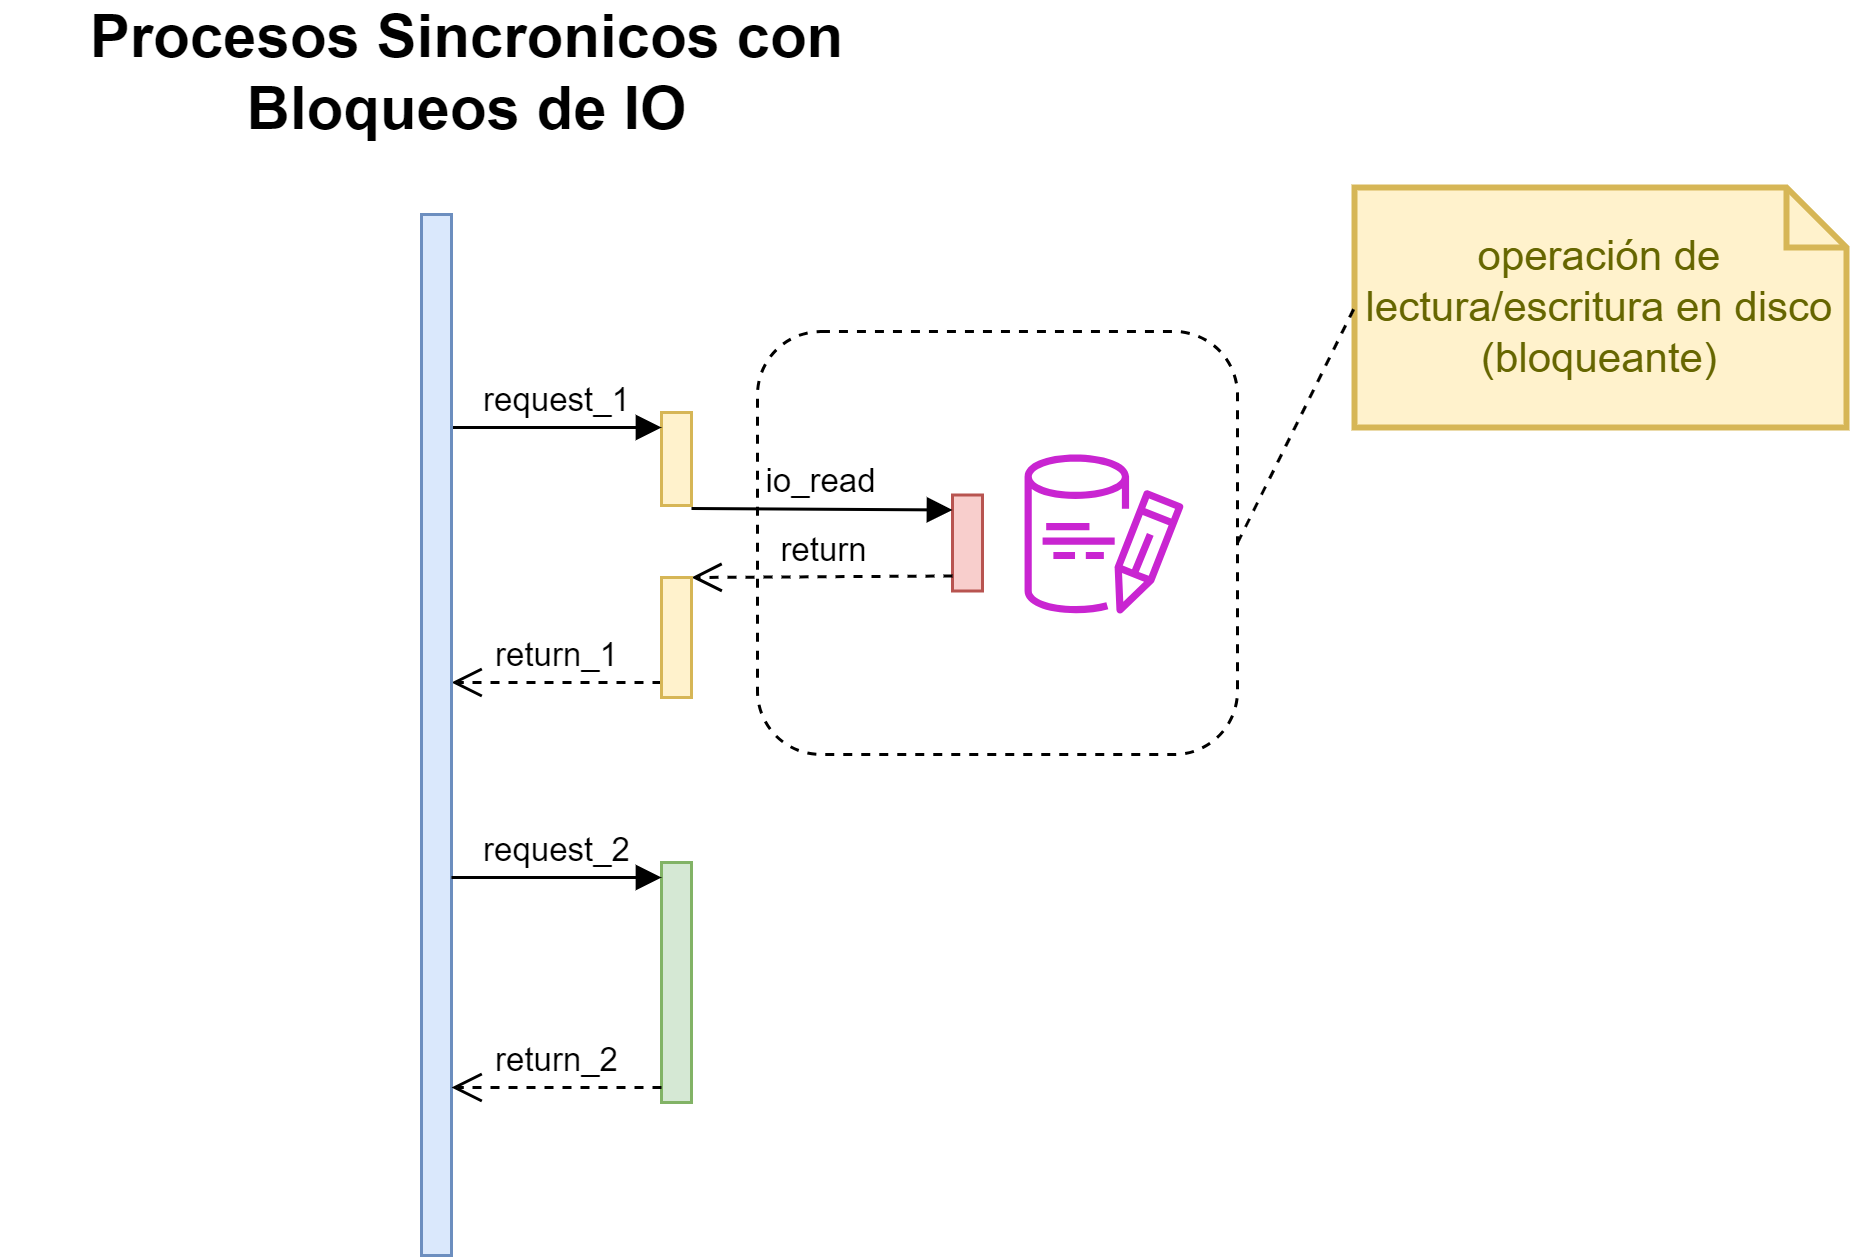 Procesos Sincronicos con
Bloqueos de IO
operación de
lectura/escritura en disco
(bloqueante)
request_1
io_read
return
return_1
request_2
return_2